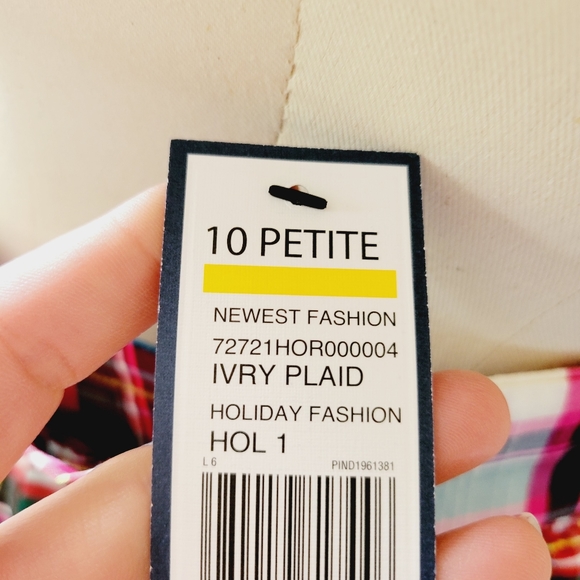 10 PETITE
NEWEST FASHION
72721HOR000004
IVRY PLAID
HOLIDAY FASHION
HOL 1
L 6 PIND1961381